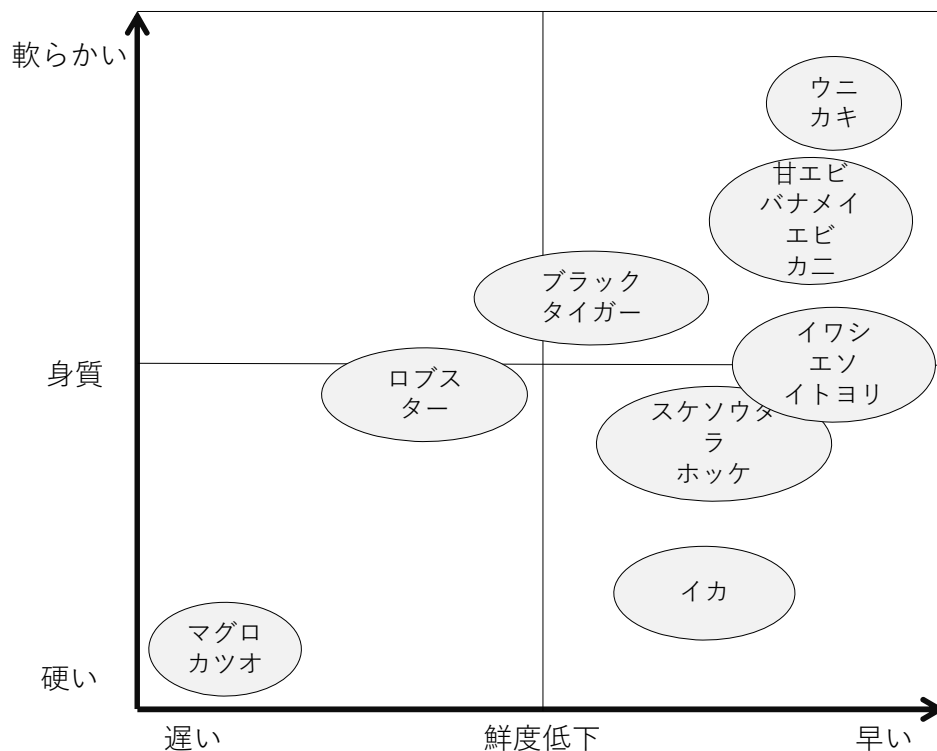 軟らかい
ウニ
カキ
甘エビ
バナメイ
エビ
カニ
ブラック
タイガー
イワシ
エソ
イトヨリ
身質
ロブス
ター
スケソウダ
ラ
ホッケ
イカ
マグロ
カツオ
硬い
遅い
鮮度低下
早い